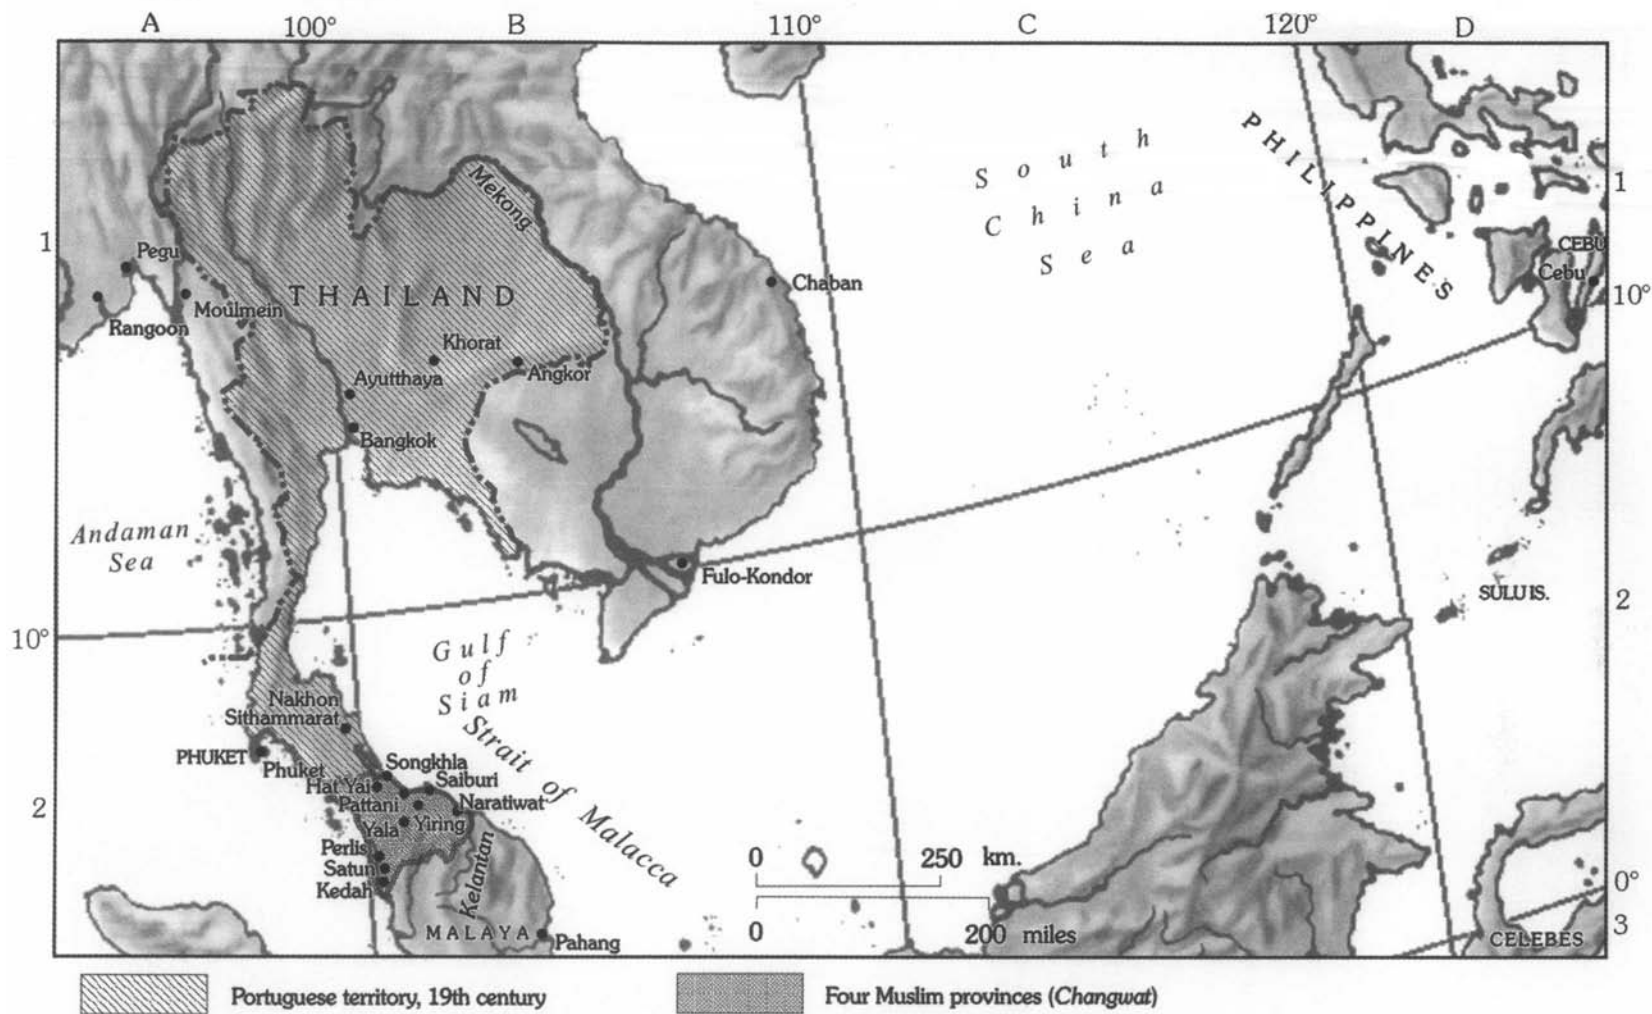 A 100° B 110° C 120° D
South
China
Sea
PHILIPPINES
1
1
Mekong
Pegu
CEBU
Cebu
Chaban
10°
THAILAND
Moulmein
Rangoon
Khorat
Angkor
Ayutthaya
Bangkok
Andaman
Sea
Fulo-Kondor
SULU IS.
2
10°
Gulf
of
Siam
Nakhon
Sithammarat
Strait of Malacca
PHUKET
Phuket
Songkhla
Hat Yai
Saiburi
Pattani
Naratiwat
2
Yala
Yiring
Perlis
Satun
Kedah
Kelantan
0 250 km.
0°
3
MALAYA
Pahang
0 200 miles
CELEBES
Portuguese territory, 19th century
Four Muslim provinces (Changwat)